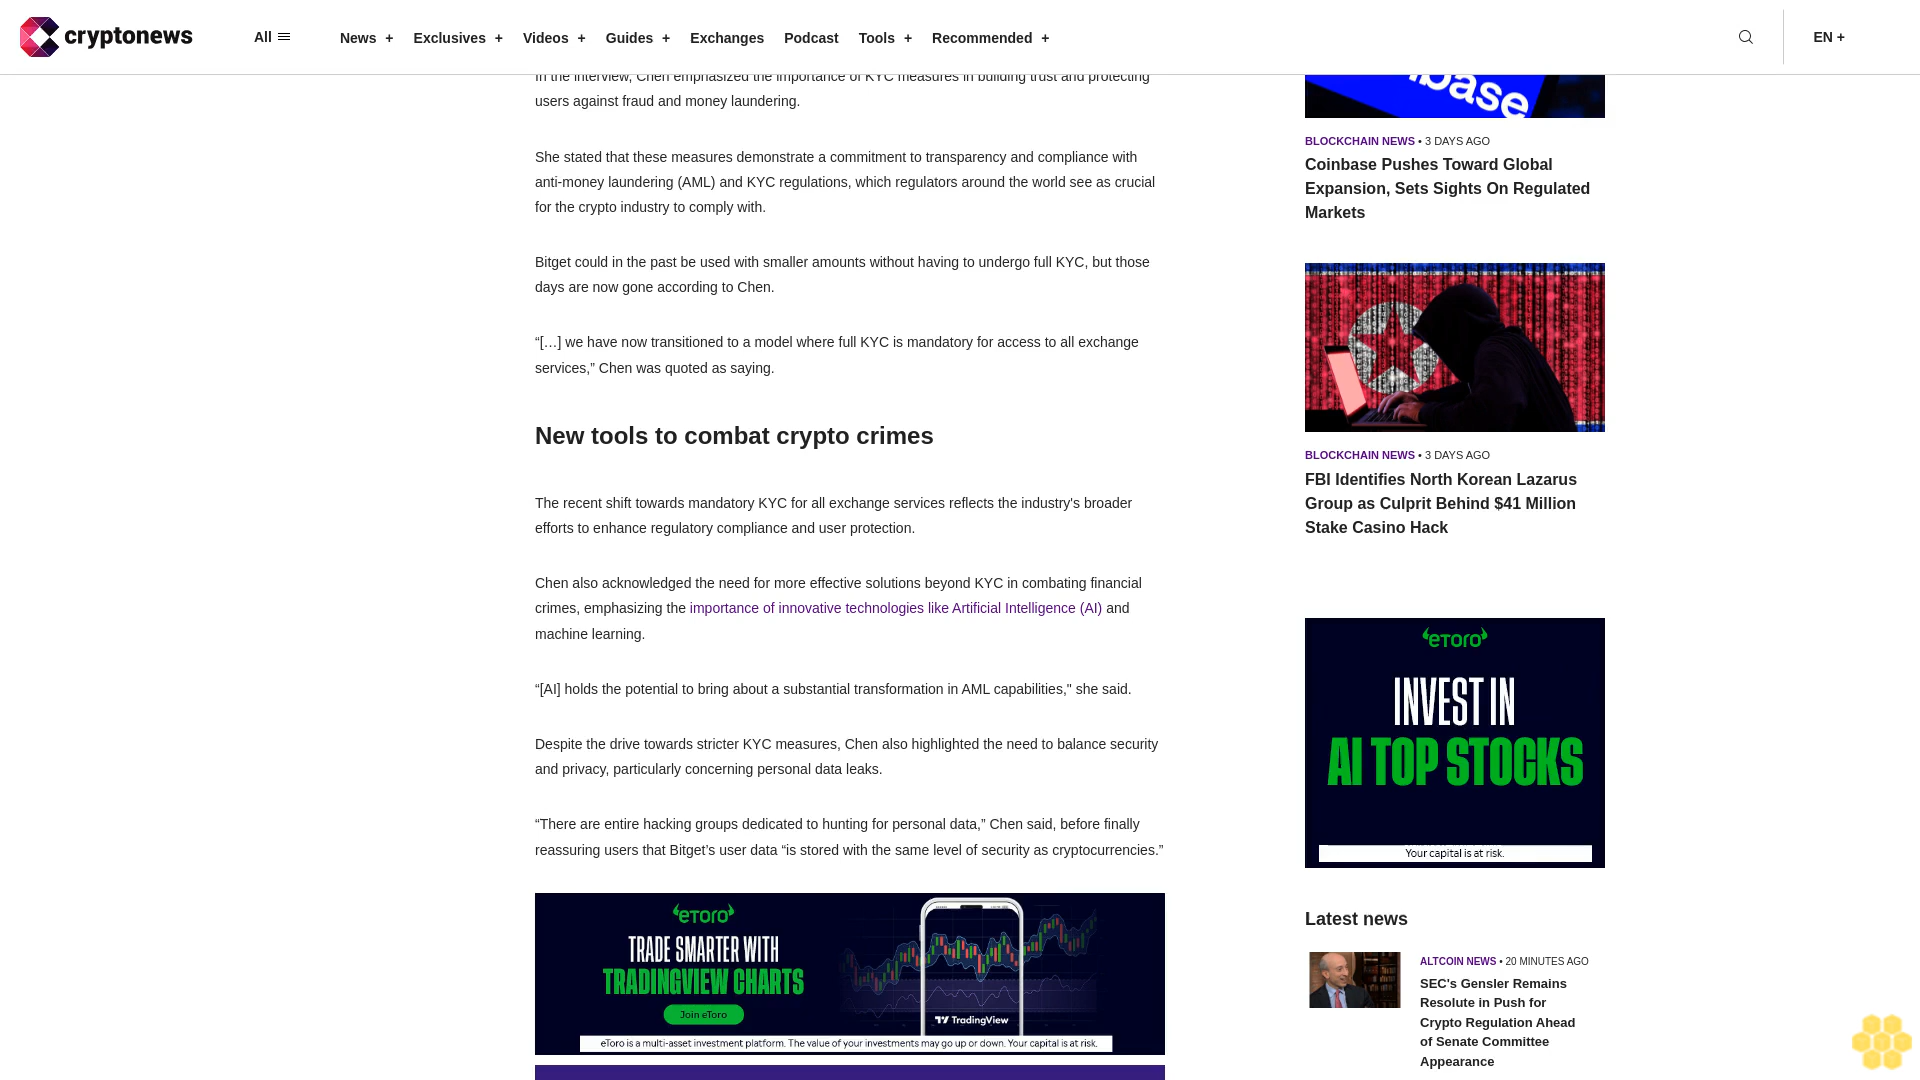 cryptonews
All
News +
Exclusives +
Videos +
Guides +
Exchanges
Podcast
Tools +
Recommended +
EN +
In the interview, Chen emphasized the importance of KYC measures in building trust and protecting
users against fraud and money laundering.
She stated that these measures demonstrate a commitment to transparency and compliance with
anti-money laundering (AML) and KYC regulations, which regulators around the world see as crucial
for the crypto industry to comply with.
Bitget could in the past be used with smaller amounts without having to undergo full KYC, but those
days are now gone according to Chen.
“[…] we have now transitioned to a model where full KYC is mandatory for access to all exchange
services,” Chen was quoted as saying.
New tools to combat crypto crimes
The recent shift towards mandatory KYC for all exchange services reflects the industry's broader
efforts to enhance regulatory compliance and user protection.
Chen also acknowledged the need for more effective solutions beyond KYC in combating financial
crimes, emphasizing the importance of innovative technologies like Artificial Intelligence (AI) and
machine learning.
“[AI] holds the potential to bring about a substantial transformation in AML capabilities," she said.
Despite the drive towards stricter KYC measures, Chen also highlighted the need to balance security
and privacy, particularly concerning personal data leaks.
“There are entire hacking groups dedicated to hunting for personal data,” Chen said, before finally
reassuring users that Bitget’s user data “is stored with the same level of security as cryptocurrencies.”
eToro
TRADE SMARTER WITH
TRADINGVIEW CHARTS
Join eToro
TradingView
eToro is a multi-asset investment platform. The value of your investments may go up or down. Your capital is at risk.
base
BLOCKCHAIN NEWS • 3 DAYS AGO
Coinbase Pushes Toward Global
Expansion, Sets Sights On Regulated
Markets
BLOCKCHAIN NEWS • 3 DAYS AGO
FBI Identifies North Korean Lazarus
Group as Culprit Behind $41 Million
Stake Casino Hack
eToro
INVEST IN
AI TOP STOCKS
Your capital is at risk.
Latest news
ALTCOIN NEWS • 20 MINUTES AGO
SEC's Gensler Remains
Resolute in Push for
Crypto Regulation Ahead
of Senate Committee
Appearance